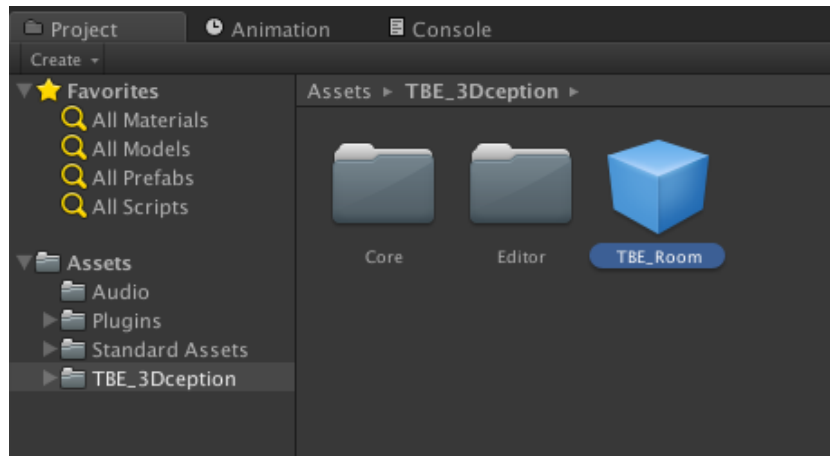 Project Animation Console
Create
Favorites
All Materials
All Models
All Prefabs
All Scripts
Assets
Audio
Plugins
Standard Assets
TBE_3Dception
Assets TBE_3Dception
Core Editor TBE_Room